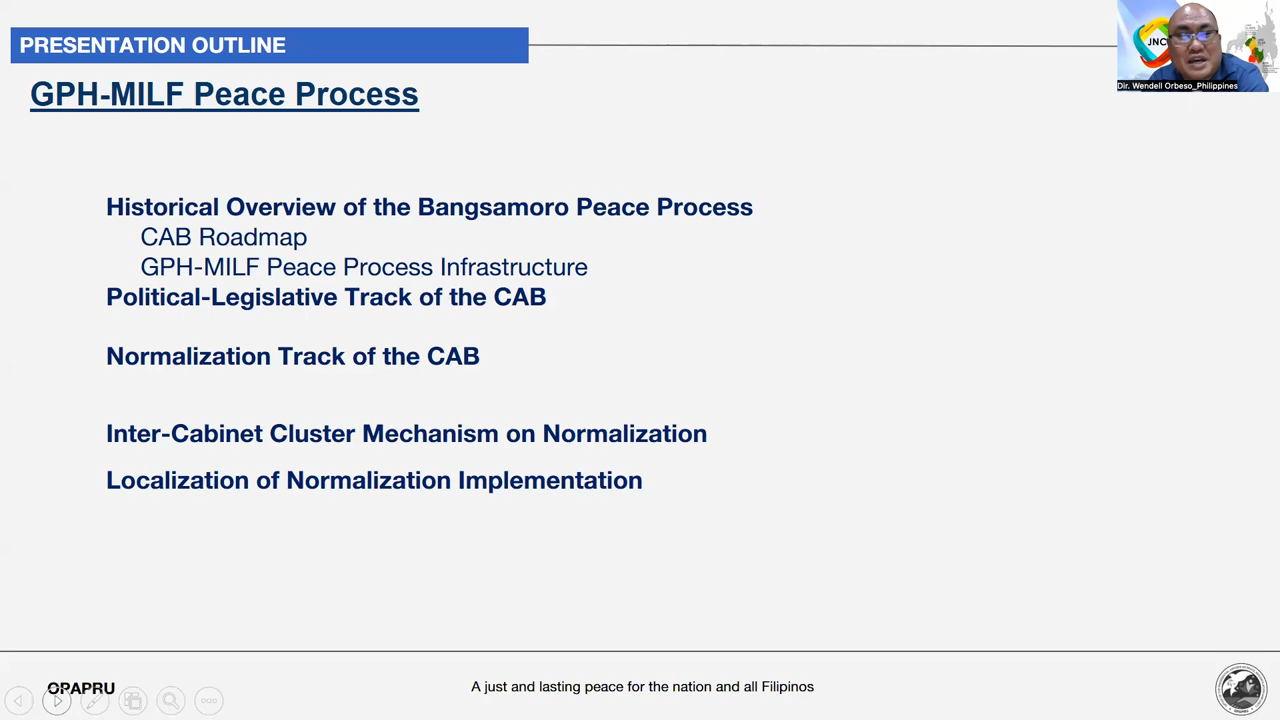 PRESENTATION OUTLINE
GPH-MILF Peace Process
JNC
Dir. Wendell Orbeso_Philippines
Historical Overview of the Bangsamoro Peace Process
CAB Roadmap
GPH-MILF Peace Process Infrastructure
Political-Legislative Track of the CAB
Normalization Track of the CAB
Inter-Cabinet Cluster Mechanism on Normalization
Localization of Normalization Implementation
OPAPRU
A just and lasting peace for the nation and all Filipinos